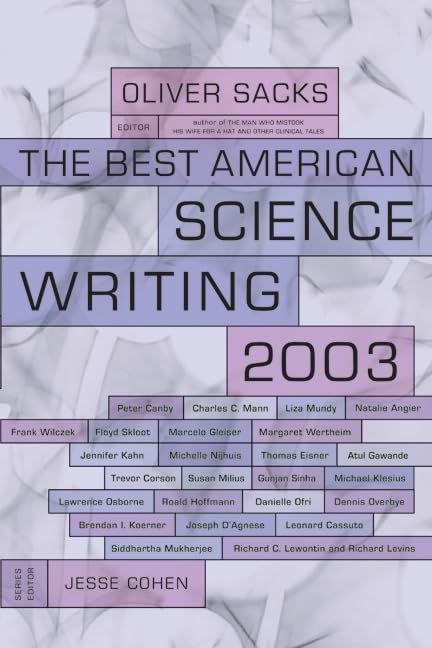 OLIVER SACKS
EDITOR
author of THE MAN WHO MISTOOK
HIS WIFE FOR A HAT AND OTHER CLINICAL TALES
THE BEST AMERICAN
SCIENCE
WRITING
2003
Peter Canby Charles C. Mann Liza Mundy Natalie Angier
Frank Wilczek Floyd Skloot Marcelo Gleiser Margaret Wertheim
Jennifer Kahn Michelle Nijhuis Thomas Eisner Atul Gawande
Trevor Corson Susan Milius Gunjan Sinha Michael Klesius
Lawrence Osborne Roald Hoffmann Danielle Ofri Dennis Overbye
Brendan I. Koerner Joseph D'Agnese Leonard Cassuto
Siddhartha Mukherjee Richard C. Lewontin and Richard Levins
SERIES
EDITOR
JESSE COHEN